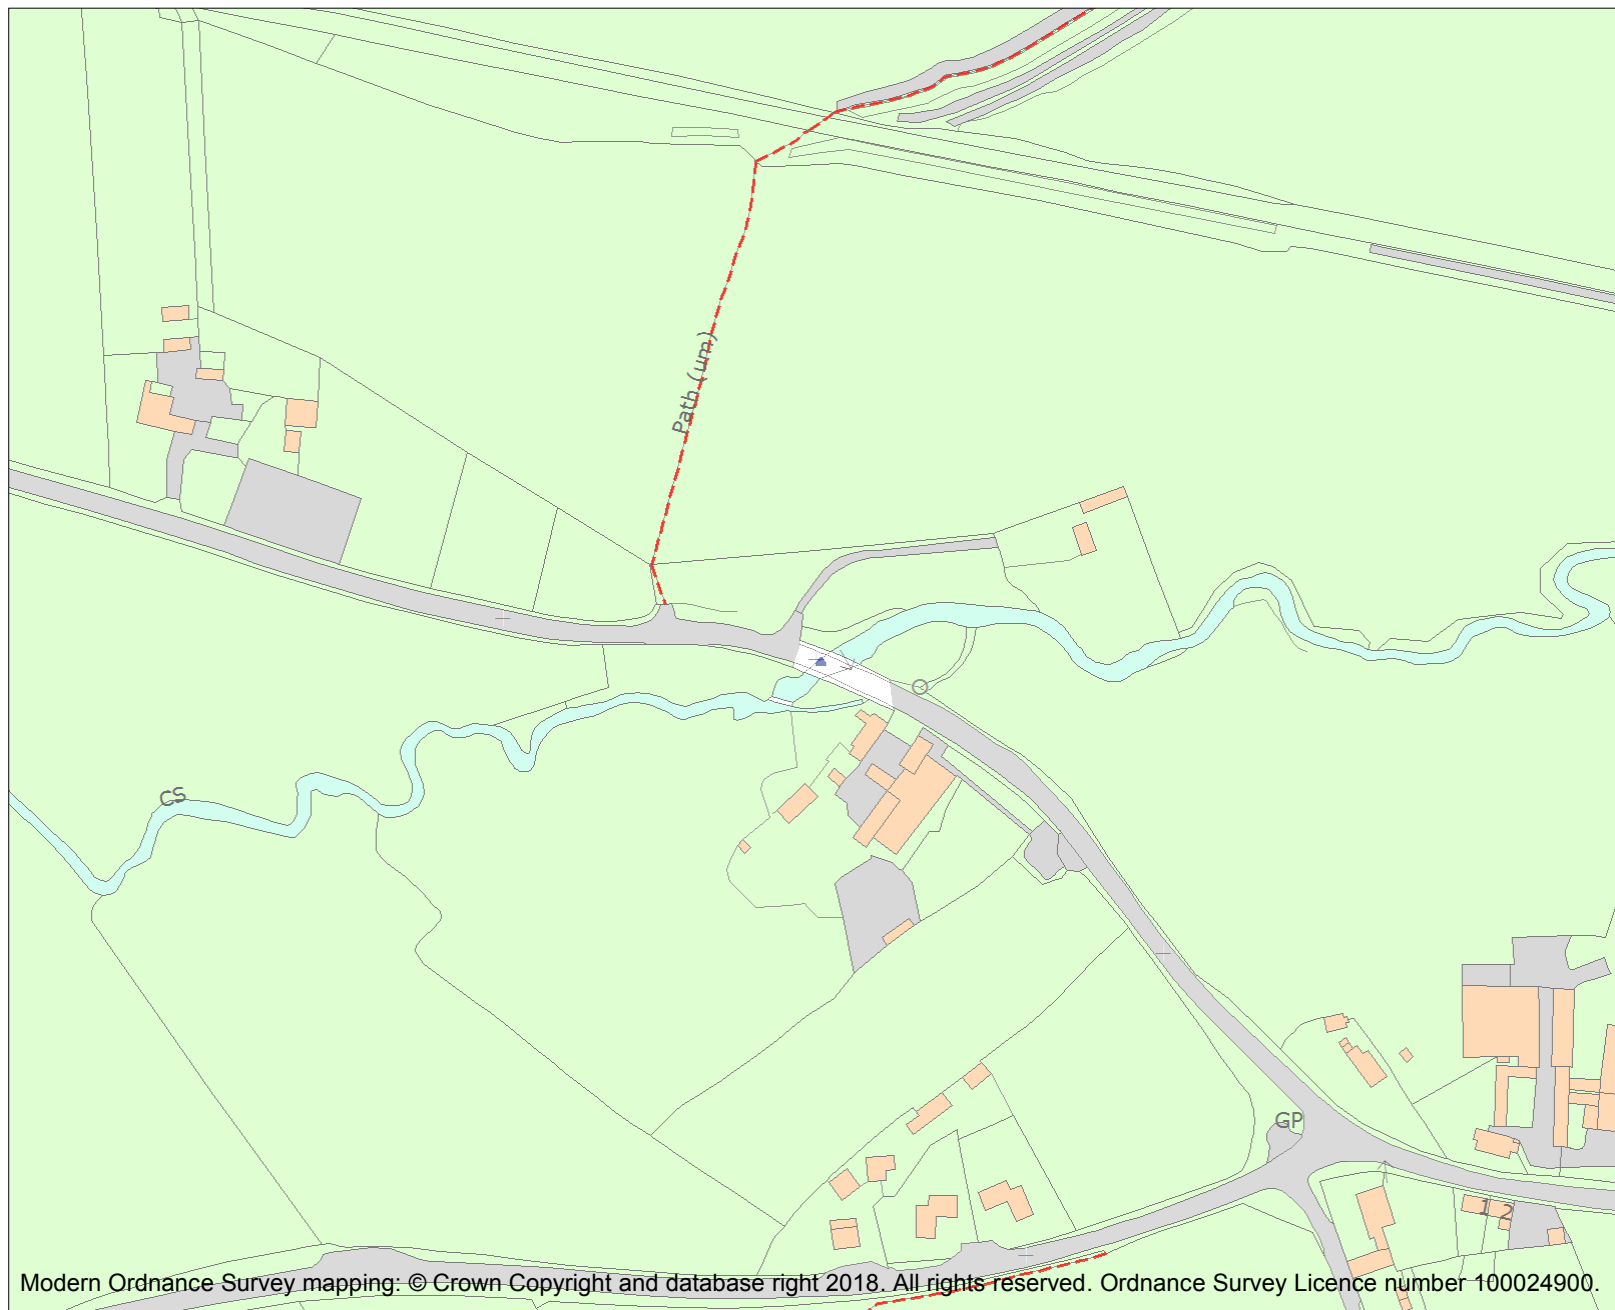 Path (um)
CS
GP
1 2
Modern Ordnance Survey mapping: © Crown Copyright and database right 2018. All rights reserved. Ordnance Survey Licence number 100024900.